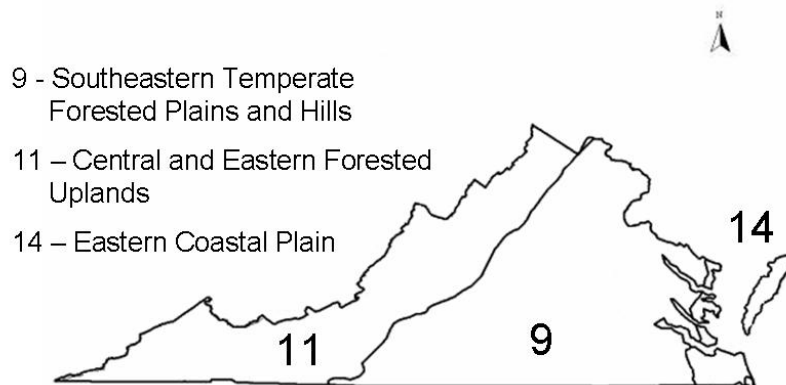 N
9 - Southeastern Temperate
Forested Plains and Hills
11 – Central and Eastern Forested
Uplands
14 – Eastern Coastal Plain
14
11
9